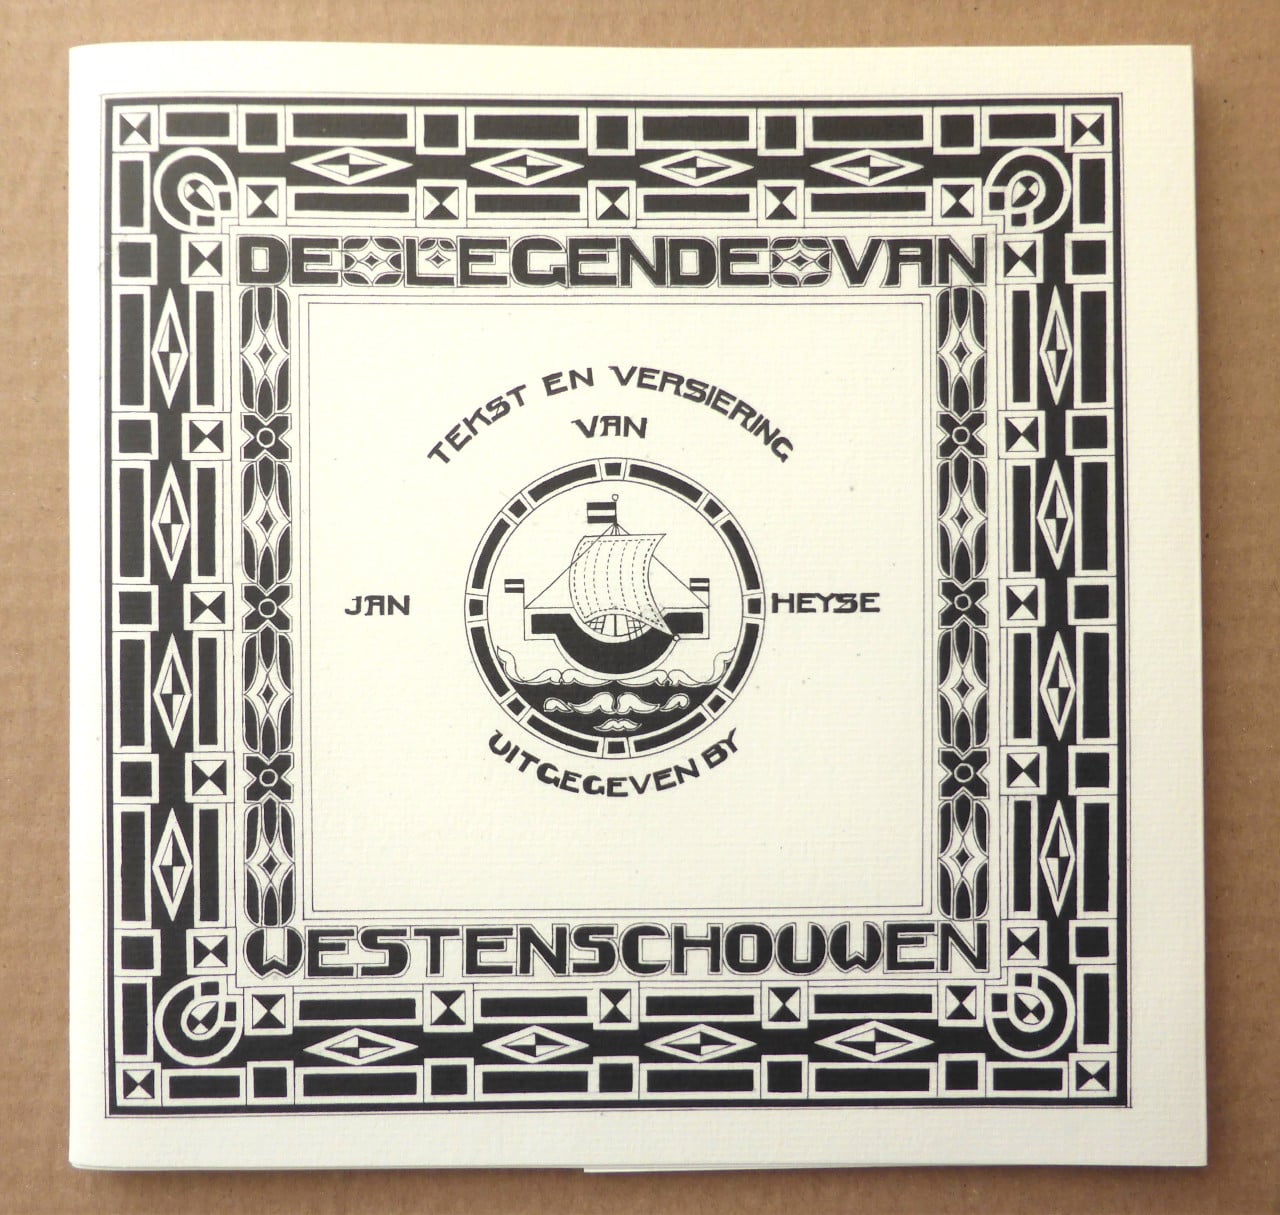 DE LEGENDE VAN
TEKST EN VERSIERING
VAN
JAN HEYSE
UITGEGEVEN BY
WESTENSCHOUWEN